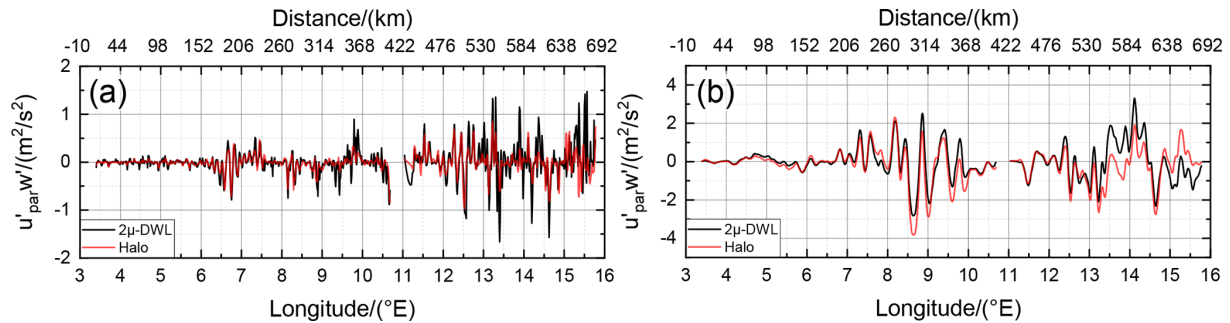 Distance/(km)
-10 44 98 152 206 260 314 368 422 476 530 584 638 692
(a)
2
1
0
-1
-2
u'parw'/(m²/s²)
2μ-DWL
Halo
3 4 5 6 7 8 9 10 11 12 13 14 15 16
Longitude/(°E)
Distance/(km)
-10 44 98 152 206 260 314 368 422 476 530 584 638 692
(b)
4
2
0
-2
-4
u'parw'/(m²/s²)
2μ-DWL
Halo
3 4 5 6 7 8 9 10 11 12 13 14 15 16
Longitude/(°E)